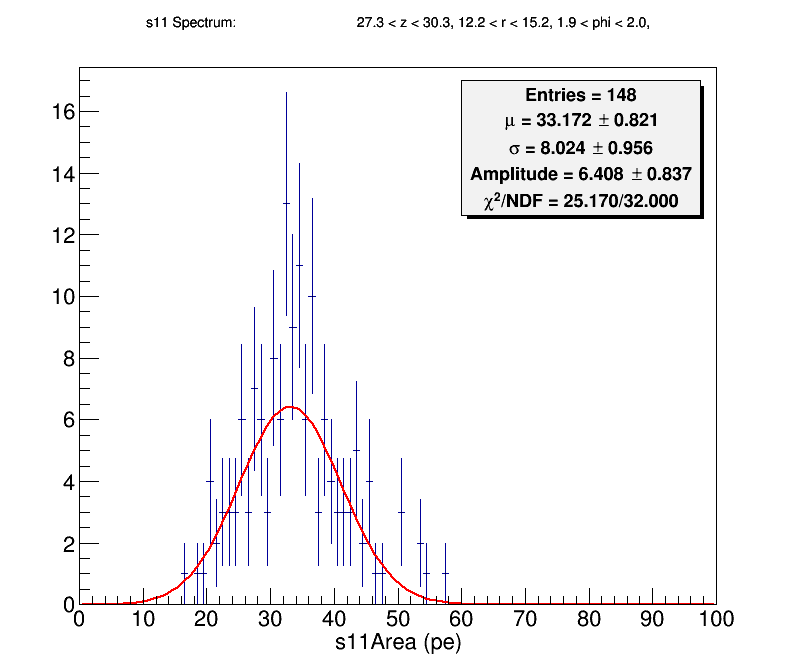 s11 Spectrum: 27.3 < z < 30.3, 12.2 < r < 15.2, 1.9 < phi < 2.0,
Entries = 148
μ = 33.172 ± 0.821
σ = 8.024 ± 0.956
Amplitude = 6.408 ± 0.837
χ²/NDF = 25.170/32.000
16
14
12
10
8
6
4
2
0
0 10 20 30 40 50 60 70 80 90 100
s11Area (pe)